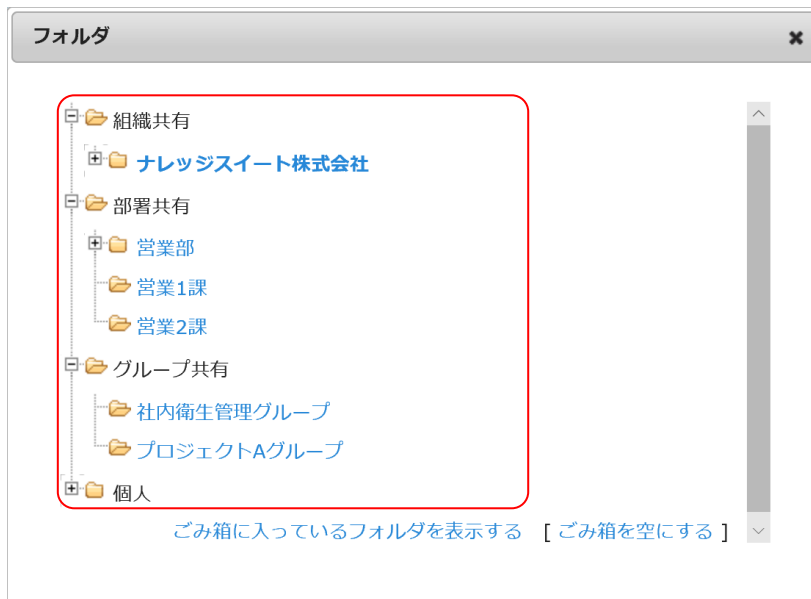 フォルダ
組織共有
ナレッジスイート株式会社
部署共有
営業部
営業1課
営業2課
グループ共有
社内衛生管理グループ
プロジェクトAグループ
個人
ごみ箱に入っているフォルダを表示する [ ごみ箱を空にする ]